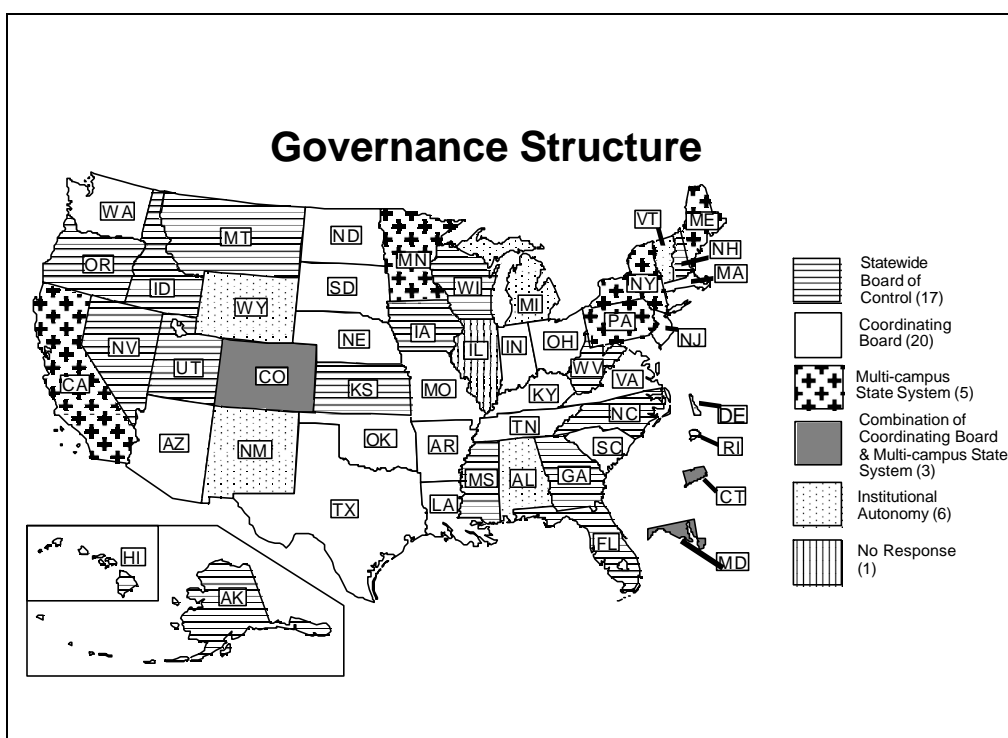 Governance Structure
WA
MT
ND
MN
VT
ME
NH
MA
OR
ID
WY
SD
WI
MI
NY
PA
NJ
NV
UT
CO
NE
IA
IL
IN
OH
WV
VA
CA
KS
MO
KY
DE
AZ
NM
OK
AR
TN
NC
RI
MS
AL
GA
SC
CT
TX
LA
FL
MD
HI
AK
Statewide
Board of
Control (17)
Coordinating
Board (20)
Multi-campus
State System (5)
Combination of
Coordinating Board
& Multi-campus State
System (3)
Institutional
Autonomy (6)
No Response
(1)